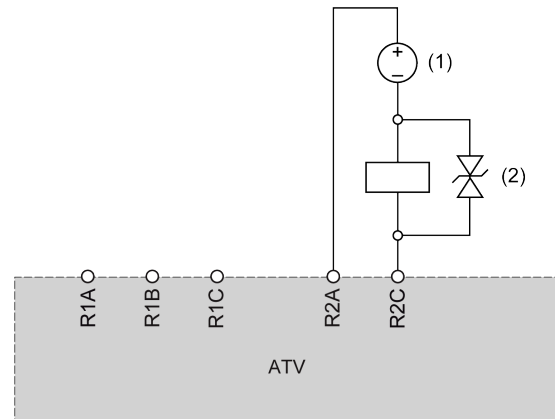 +
−
(1)
(2)
R1A
R1B
R1C
R2A
R2C
ATV